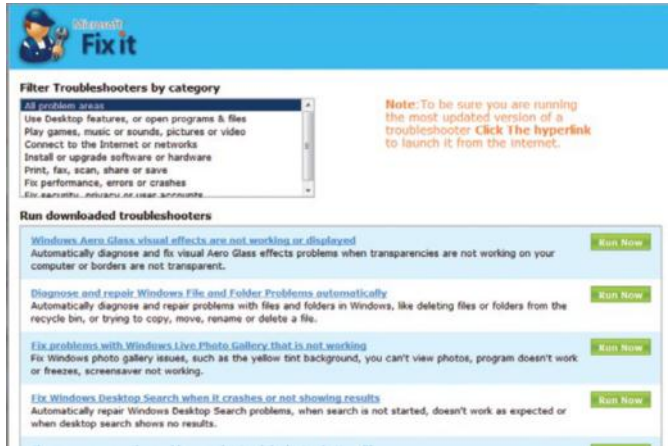 Microsoft
Fix it
Filter Troubleshooters by category
All problem areas
Use Desktop features, or open programs & files
Play games, music or sounds, pictures or video
Connect to the Internet or networks
Install or upgrade software or hardware
Print, fax, scan, share or save
Fix performance, errors or crashes
Fix security, privacy or user accounts
Note:To be sure you are running
the most updated version of a
troubleshooter Click The hyperlink
to launch it from the internet.
Run downloaded troubleshooters
Windows Aero Glass visual effects are not working or displayed
Run Now
Automatically diagnose and fix visual Aero Glass effects problems when transparencies are not working on your
computer or borders are not transparent.
Diagnose and repair Windows File and Folder Problems automatically
Run Now
Automatically diagnose and repair problems with files and folders in Windows, like deleting files or folders from the
recycle bin, or trying to copy, move, rename or delete a file.
Fix problems with Windows Live Photo Gallery that is not working
Run Now
Fix Windows photo gallery issues, such as the yellow tint background, you can't view photos, program doesn't work
or freezes, screensaver not working.
Fix Windows Desktop Search when it crashes or not showing results
Run Now
Automatically repair Windows Desktop Search problems, when search is not started, doesn't work as expected or
when desktop search shows no results.